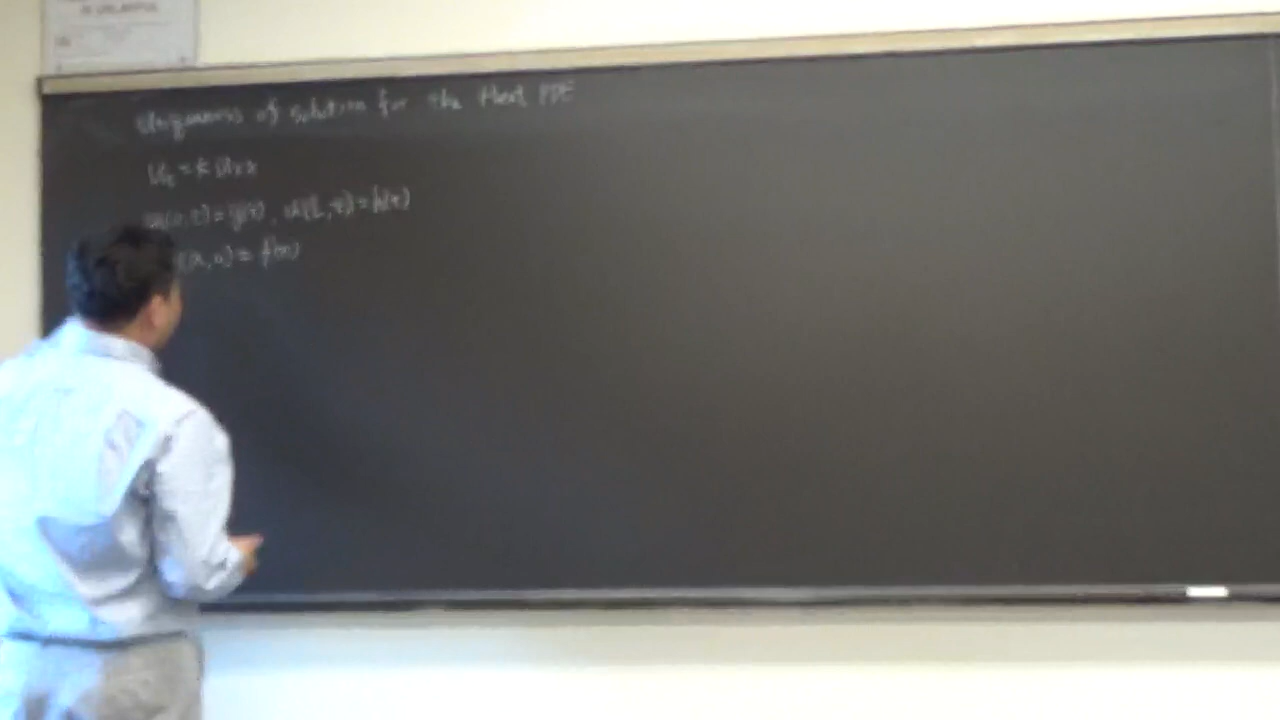 Uniqueness of solution for the Heat PDE
Ut = k Uxx
u(0,t) = g(t), u(L,t) = h(t)
(x,0) = f(x)